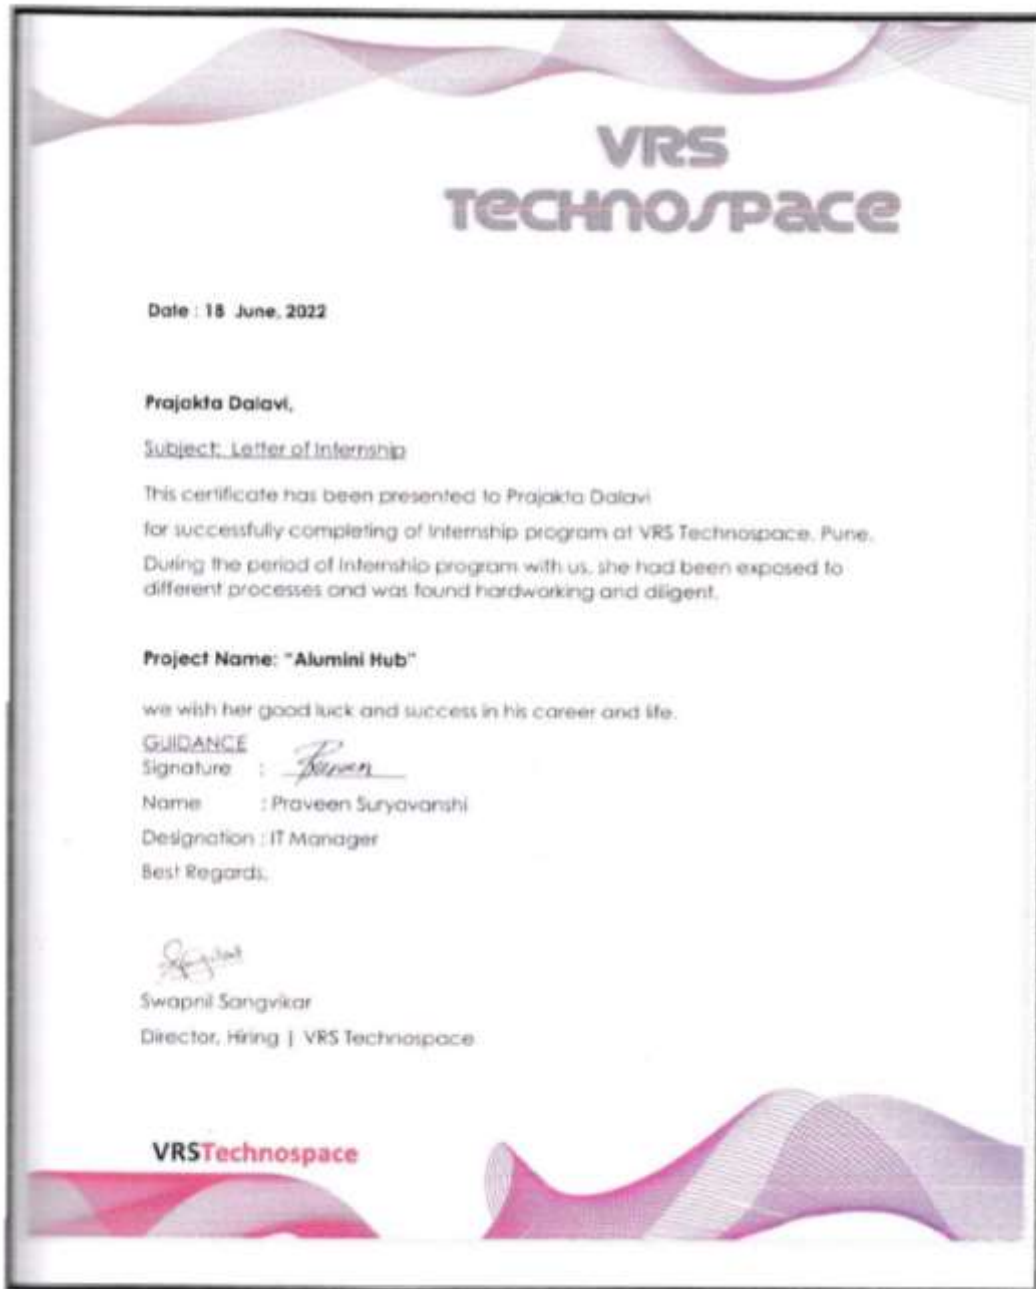 VRS
TECHNOSPACE
Date : 18 June, 2022
Prajakta Dalavi,
Subject: Letter of Internship
This certificate has been presented to Prajakta Dalavi
for successfully completing of Internship program at VRS Technospace, Pune.
During the period of Internship program with us, she had been exposed to
different processes and was found hardworking and diligent.
Project Name: "Alumini Hub"
we wish her good luck and success in his career and life.
GUIDANCE
Signature :
Name : Praveen Suryavanshi
Designation : IT Manager
Best Regards,
Swapnil Sangvikar
Director, Hiring | VRS Technospace
VRSTechnospace